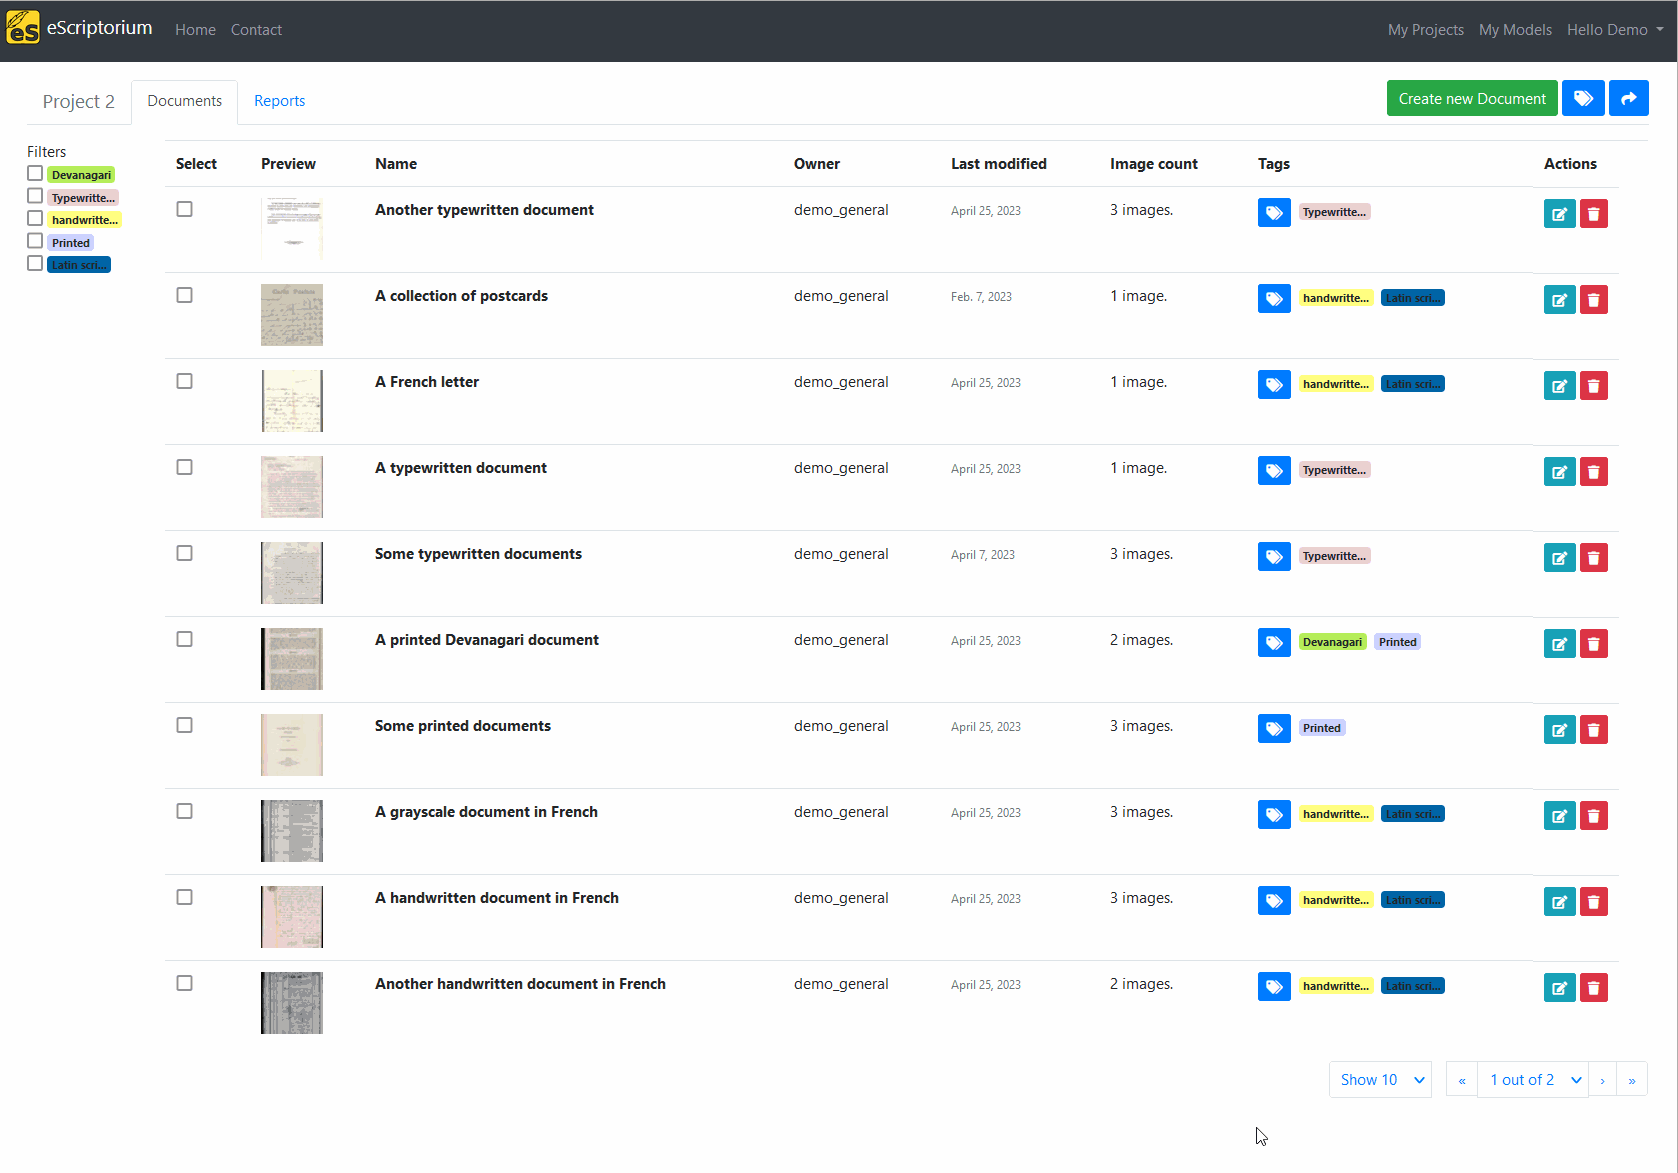 eS eScriptorium Home Contact My Projects My Models Hello Demo
Project 2 Documents Reports Create new Document
Filters
Devanagari
Typewritte...
handwritte...
Printed
Latin scri...
Select Preview Name Owner Last modified Image count Tags Actions
Another typewritten document demo_general April 25, 2023 3 images. Typewritte...
A collection of postcards demo_general Feb. 7, 2023 1 image. handwritte... Latin scri...
A French letter demo_general April 25, 2023 1 image. handwritte... Latin scri...
A typewritten document demo_general April 25, 2023 1 image. Typewritte...
Some typewritten documents demo_general April 7, 2023 3 images. Typewritte...
A printed Devanagari document demo_general April 25, 2023 2 images. Devanagari Printed
Some printed documents demo_general April 25, 2023 3 images. Printed
A grayscale document in French demo_general April 25, 2023 3 images. handwritte... Latin scri...
A handwritten document in French demo_general April 25, 2023 3 images. handwritte... Latin scri...
Another handwritten document in French demo_general April 25, 2023 2 images. handwritte... Latin scri...
Show 10 « 1 out of 2 › »